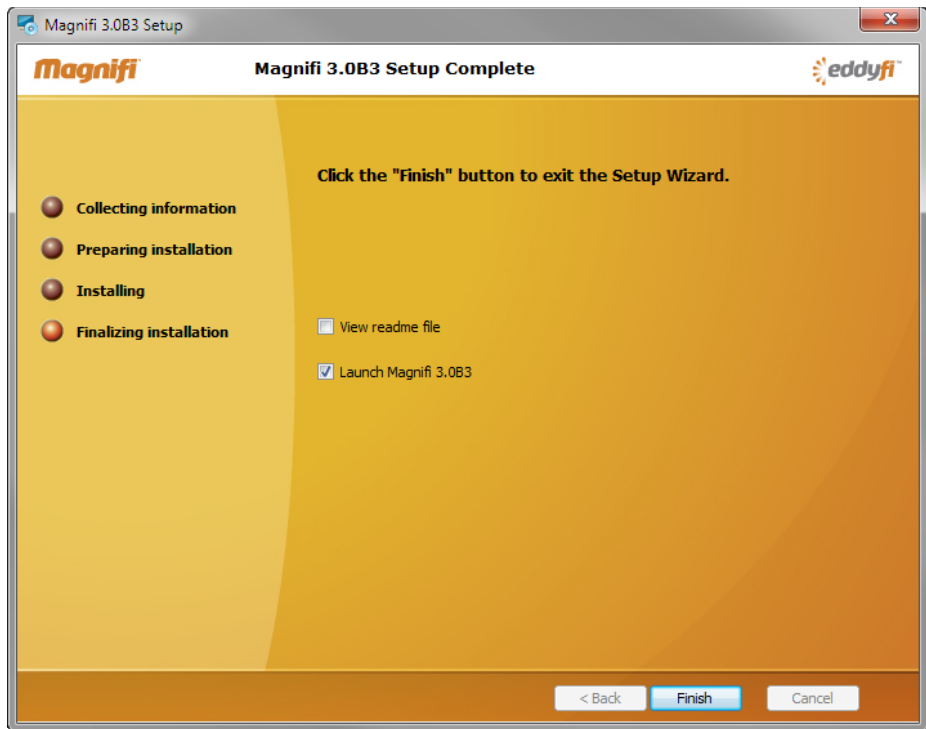 Magnifi 3.0B3 Setup
Magnifi
Magnifi 3.0B3 Setup Complete
eddyfi™
Click the "Finish" button to exit the Setup Wizard.
Collecting information
Preparing installation
Installing
Finalizing installation
View readme file
Launch Magnifi 3.0B3
< Back
Finish
Cancel